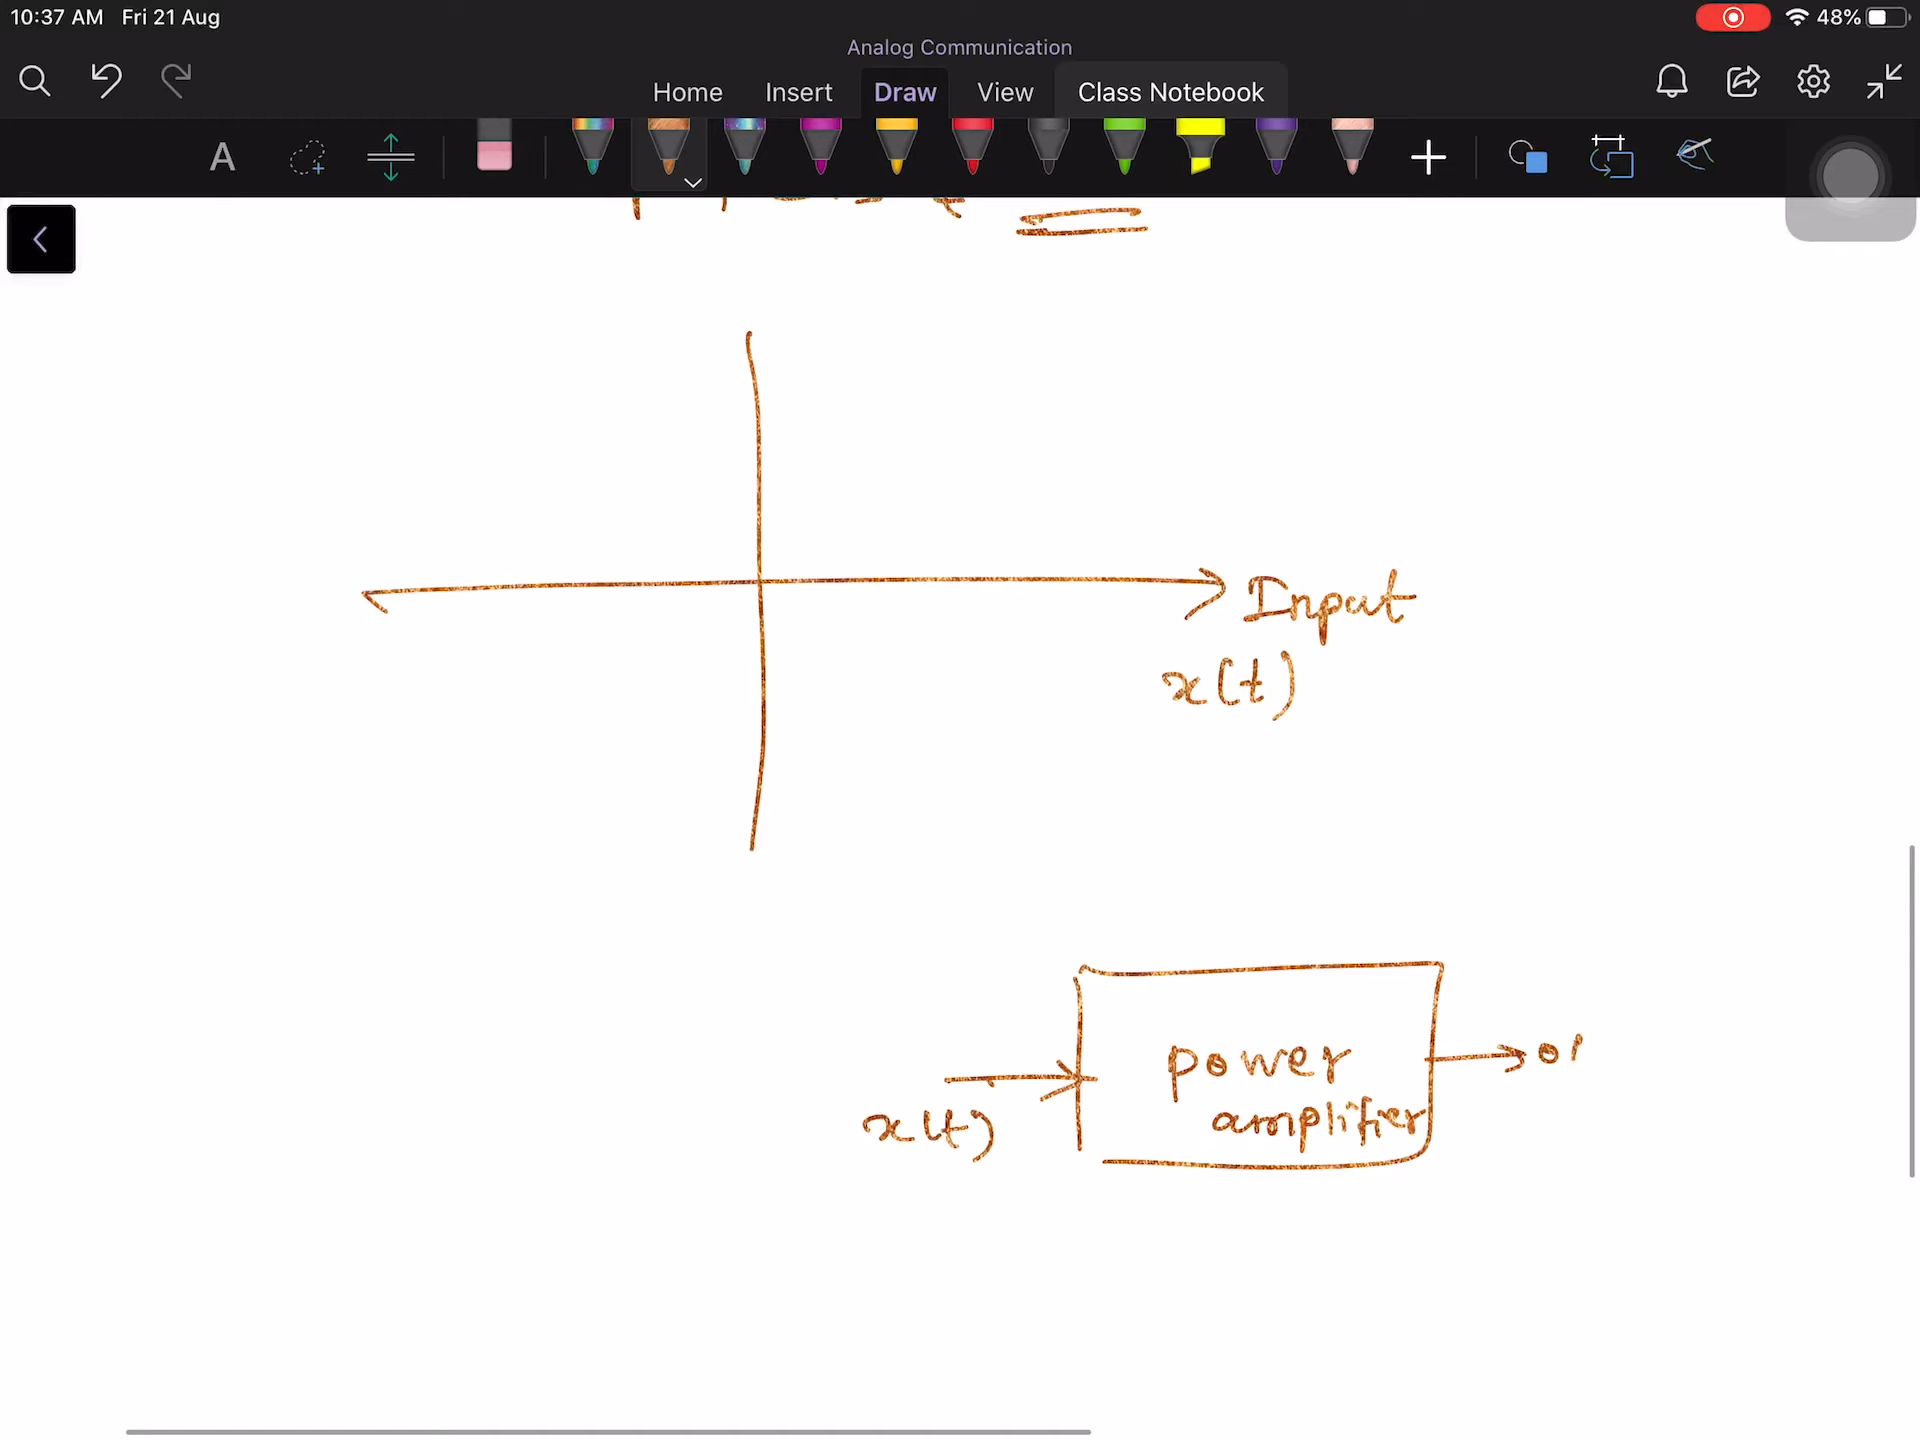 10:37 AM Fri 21 Aug
48%
Analog Communication
Home Insert Draw View Class Notebook
A
Input
x(t)
power
amplifier
x(t)